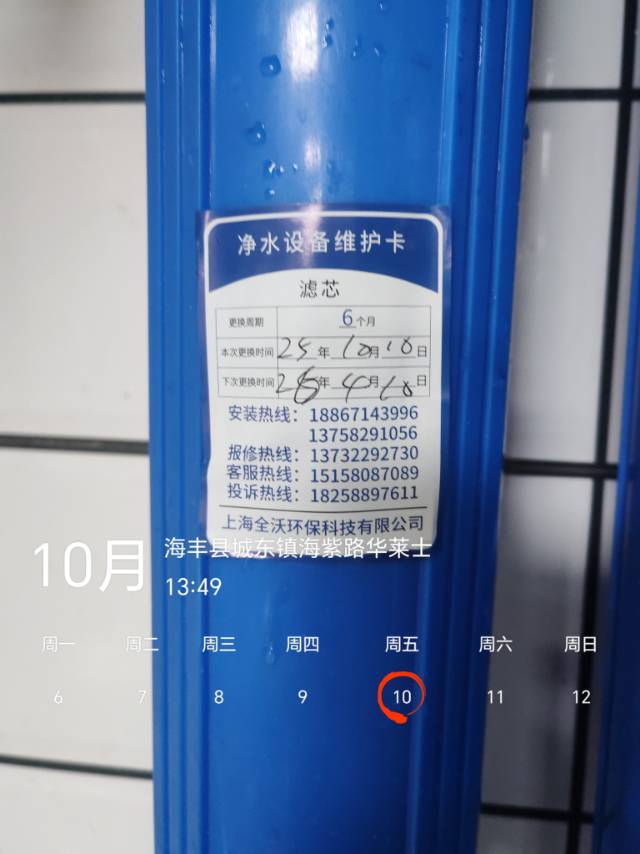 净水设备维护卡
滤芯
更换周期 6个月
本次更换时间 25年10月10日
下次更换时间 26年4月10日
安装热线：18867143996
13758291056
报修热线：13732292730
客服热线：15158087089
投诉热线：18258897611
上海全沃环保科技有限公司
10月 海丰县城东镇海紫路华莱士
13:49
周一 周二 周三 周四 周五 周六 周日
6 7 8 9 10 11 12